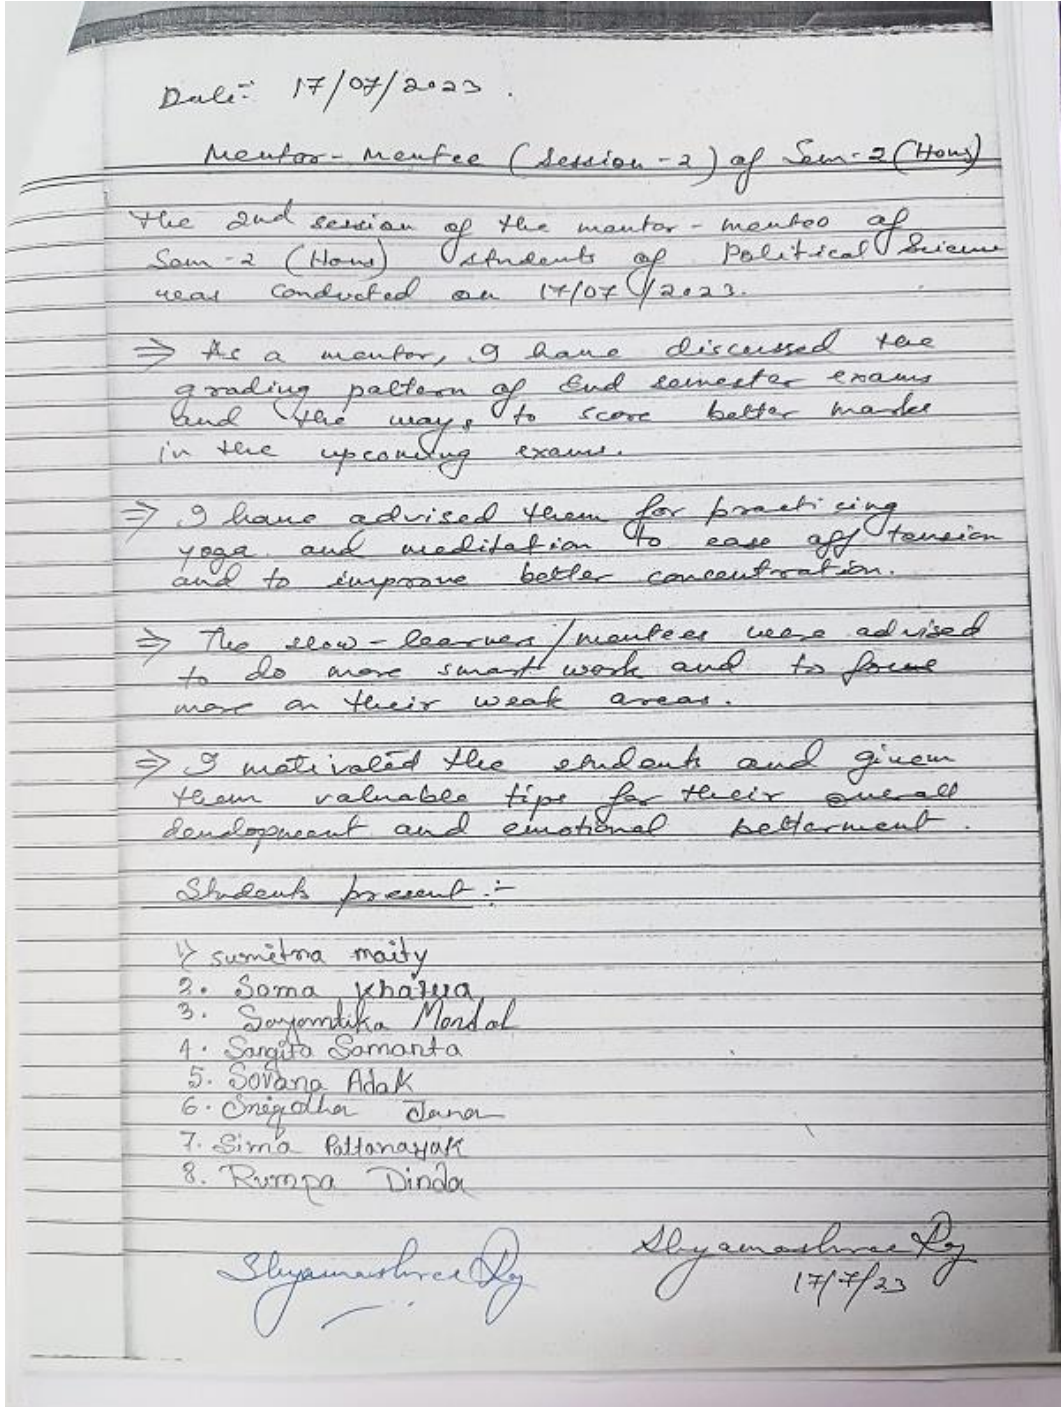 Date:- 17/07/2023.
Mentor-Mentee (Session-2) of Sem-2 (Hons)
The 2nd session of the mentor-mentee of
Sem-2 (Hons) students of Political Science
was conducted on 17/07/2023.
⇒ As a mentor, I have discussed the
grading pattern of End semester exams
and the ways to score better marks
in the upcoming exams.
⇒ I have advised them for practicing
yoga and meditation to ease off tension
and to improve better concentration.
⇒ The slow-learners/mentees were advised
to do more smart work and to focus
more on their weak areas.
⇒ I motivated the students and given
them valuable tips for their overall
development and emotional betterment.
Students present:-
1) Sumitra maity
2. Soma Khatua
3. Sayantika Mondal
4. Sangita Samanta
5. Sovana Adak
6. Snigdha Jana
7. Sima Pattanayak
8. Rumpa Dinda
Shyamashree Roy
Shyamashree Roy
17/7/23